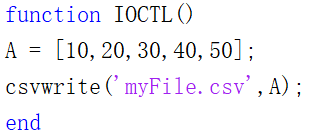 function IOCTL()
A = [10,20,30,40,50];
csvwrite('myFile.csv',A);
end